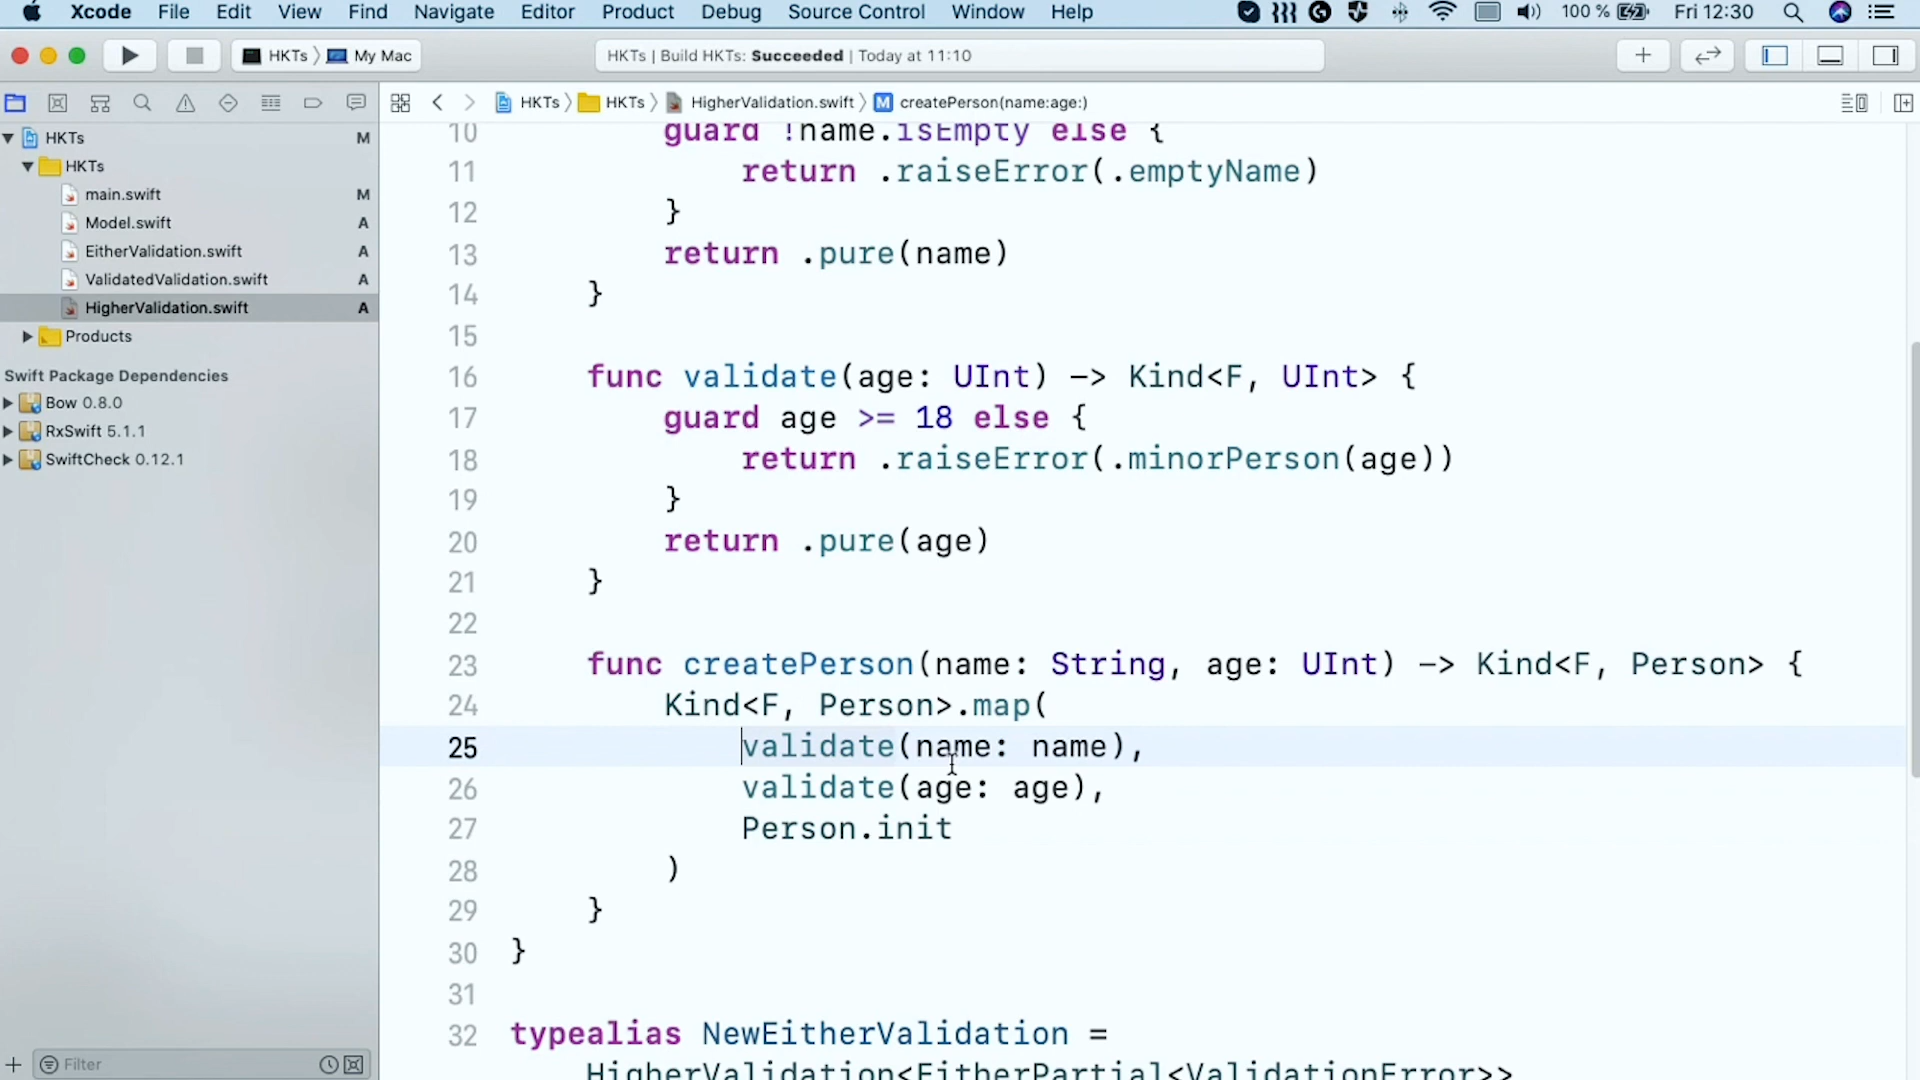 Xcode File Edit View Find Navigate Editor Product Debug Source Control Window Help 100 % Fri 12:30
HKTs My Mac HKTs | Build HKTs: Succeeded | Today at 11:10
HKTs HKTs HigherValidation.swift M createPerson(name:age:)
HKTs M
HKTs
main.swift M
Model.swift A
EitherValidation.swift A
ValidatedValidation.swift A
HigherValidation.swift A
Products
Swift Package Dependencies
Bow 0.8.0
RxSwift 5.1.1
SwiftCheck 0.12.1
Filter
10 guard !name.isEmpty else {
11 return .raiseError(.emptyName)
12 }
13 return .pure(name)
14 }
15
16 func validate(age: UInt) -> Kind<F, UInt> {
17 guard age >= 18 else {
18 return .raiseError(.minorPerson(age))
19 }
20 return .pure(age)
21 }
22
23 func createPerson(name: String, age: UInt) -> Kind<F, Person> {
24 Kind<F, Person>.map(
25 validate(name: name),
26 validate(age: age),
27 Person.init
28 )
29 }
30 }
31
32 typealias NewEitherValidation =
HigherValidation<EitherPartial<ValidationError>>